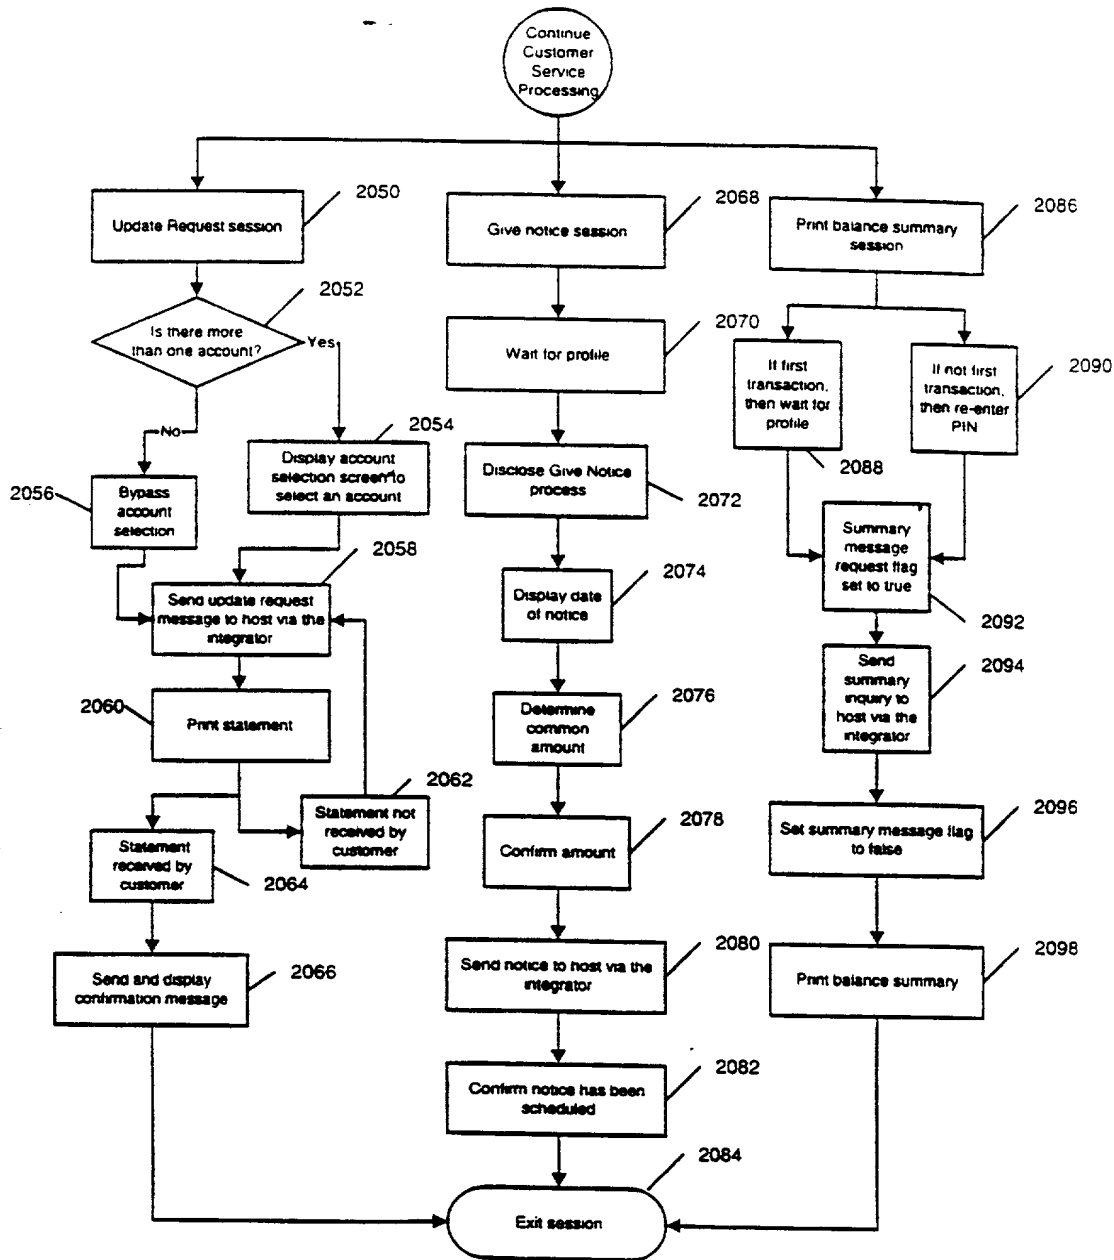 Continue
Customer
Service
Processing
2050
Update Request session
2052
Is there more
than one account?
Yes
No
2054
Display account
selection screen to
select an account
2056
Bypass
account
selection
2058
Send update request
message to host via the
integrator
2060
Print statement
2062
Statement not
received by
customer
Statement
received by
customer
2064
2066
Send and display
confirmation message
2068
Give notice session
2070
Wait for profile
Disclose Give Notice
process
2072
2074
Display date
of notice
2076
Determine
common
amount
2078
Confirm amount
2080
Send notice to host via the
integrator
2082
Confirm notice has been
scheduled
2084
Exit session
2086
Print balance summary
session
If first
transaction,
then wait for
profile
2088
2090
If not first
transaction,
then re-enter
PIN
Summary
message
request flag
set to true
2092
2094
Send
summary
inquiry to
host via the
integrator
2096
Set summary message flag
to false
2098
Print balance summary